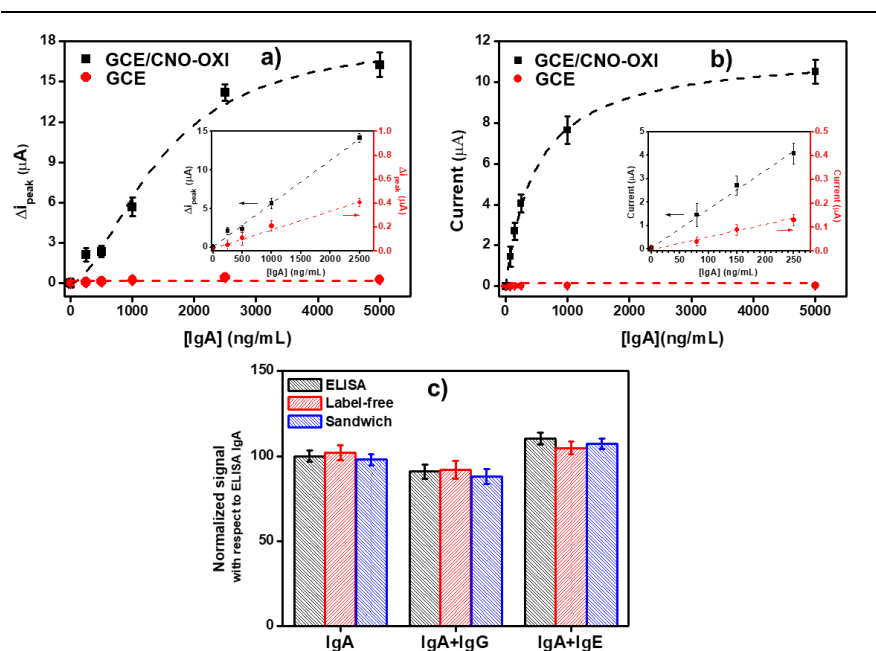 a)
GCE/CNO-OXI
GCE
18
15
12
9
6
3
0
Δi_peak (μA)
0 1000 2000 3000 4000 5000
[IgA] (ng/mL)
15
10
5
0
Δi_peak (μA)
1.0
0.8
0.6
0.4
0.2
0.0
Δi_peak (μA)
0 500 1000 1500 2000 2500
[IgA] (ng/mL)
b)
GCE/CNO-OXI
GCE
12
10
8
6
4
2
0
Current (μA)
0 1000 2000 3000 4000 5000
[IgA](ng/mL)
5
4
3
2
1
0
Current (μA)
0.5
0.4
0.3
0.2
0.1
0.0
Current (μA)
0 50 100 150 200 250
[IgA] (ng/mL)
c)
ELISA
Label-free
Sandwich
150
100
50
0
Normalized signal
with respect to ELISA IgA
IgA IgA+IgG IgA+IgE